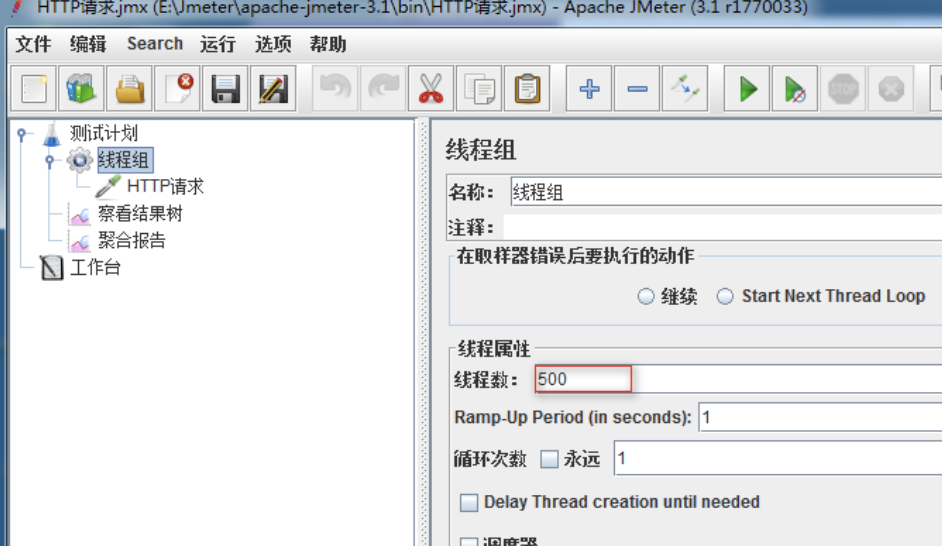 HTTP请求.jmx (E:\Jmeter\apache-jmeter-3.1\bin\HTTP请求.jmx) - Apache JMeter (3.1 r1770033)
文件 编辑 Search 运行 选项 帮助
STOP
测试计划
线程组
HTTP请求
察看结果树
聚合报告
工作台
线程组
名称： 线程组
注释：
在取样器错误后要执行的动作
继续 Start Next Thread Loop
线程属性
线程数： 500
Ramp-Up Period (in seconds): 1
循环次数 永远 1
Delay Thread creation until needed
调度器